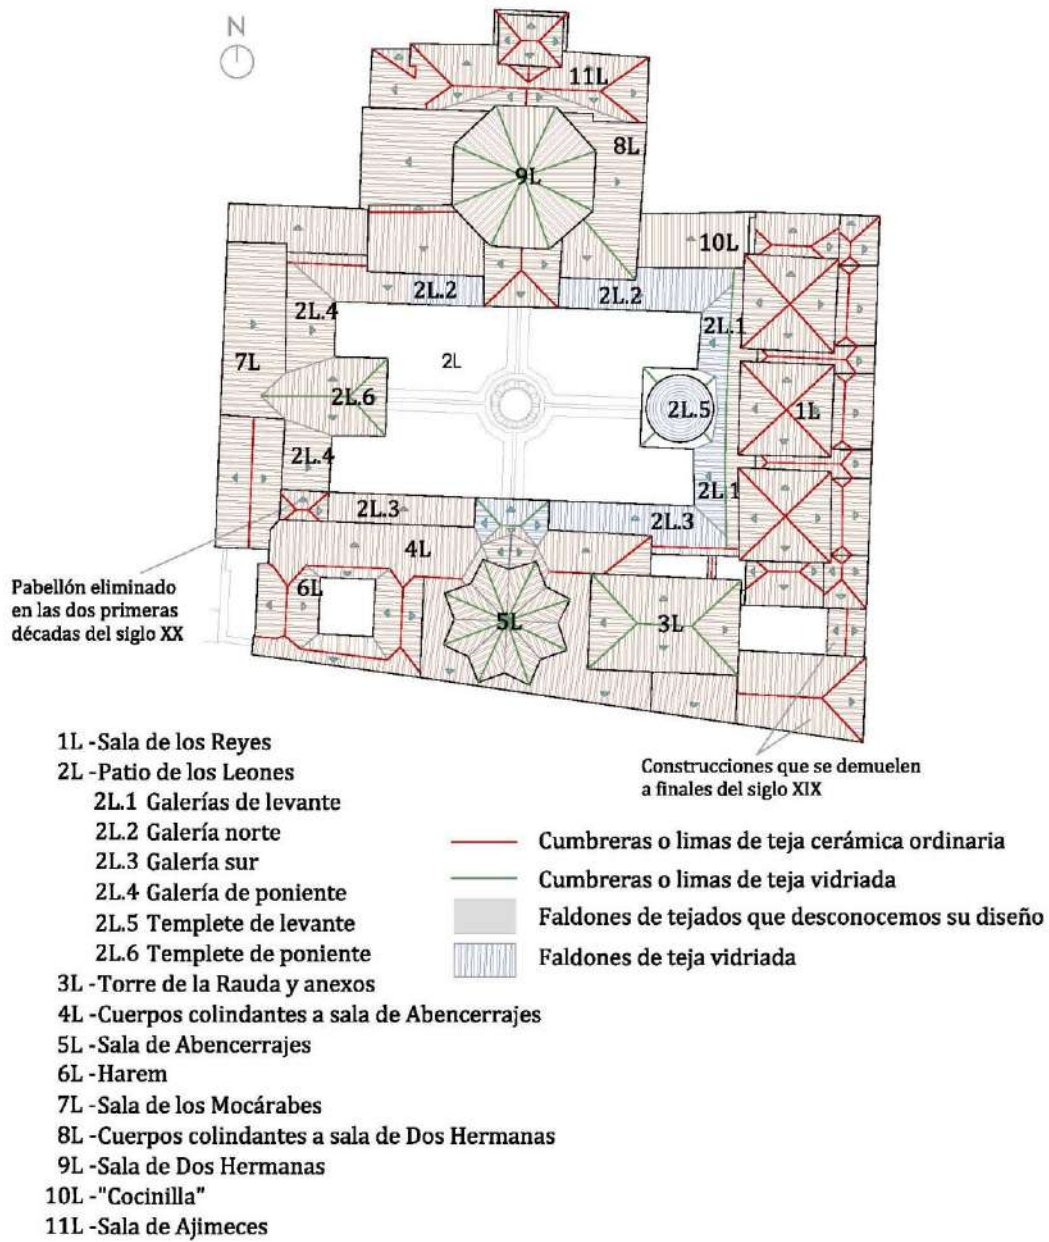 N
11L
8L
9L
10L
2L.2
2L.2
2L.4
2L.1
2L
7L
2L.6
2L.5
1L
2L.4
2L.1
2L.3
2L.3
4L
Pabellón eliminado
en las dos primeras
décadas del siglo XX
6L
5L
3L
Construcciones que se demuelen
a finales del siglo XIX
1L -Sala de los Reyes
2L -Patio de los Leones
2L.1 Galerías de levante
2L.2 Galería norte
2L.3 Galería sur
2L.4 Galería de poniente
2L.5 Templete de levante
2L.6 Templete de poniente
3L -Torre de la Rauda y anexos
4L -Cuerpos colindantes a sala de Abencerrajes
5L -Sala de Abencerrajes
6L -Harem
7L -Sala de los Mocárabes
8L -Cuerpos colindantes a sala de Dos Hermanas
9L -Sala de Dos Hermanas
10L -"Cocinilla"
11L -Sala de Ajimeces
Cumbreras o limas de teja cerámica ordinaria
Cumbreras o limas de teja vidriada
Faldones de tejados que desconocemos su diseño
Faldones de teja vidriada